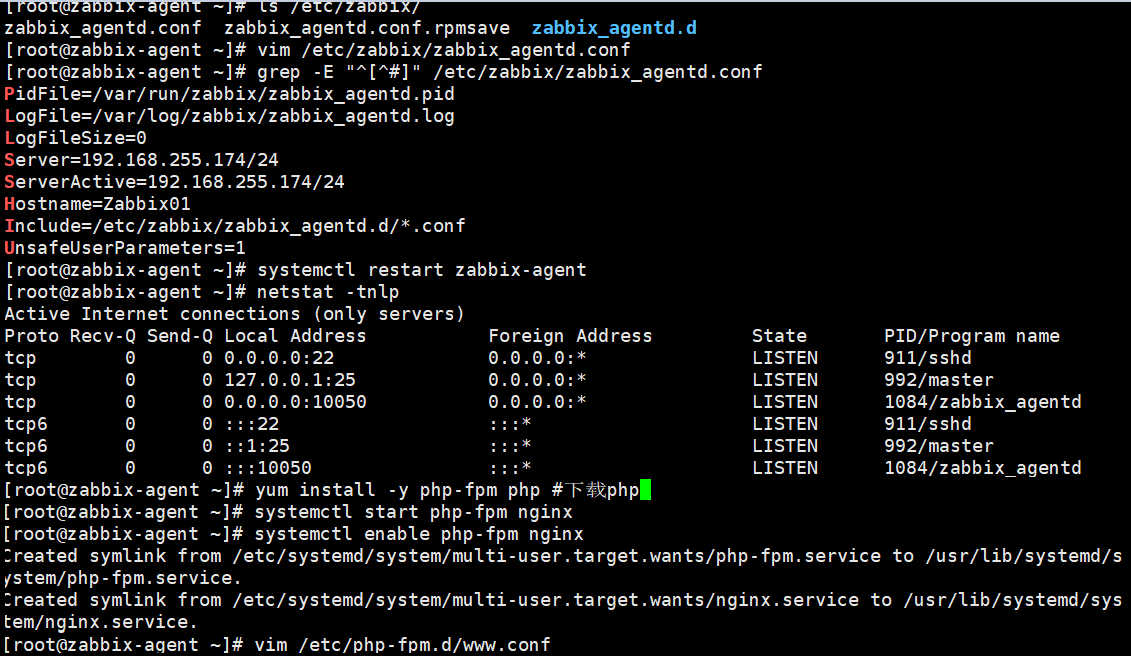 [root@zabbix-agent ~]# ls /etc/zabbix/
zabbix_agentd.conf  zabbix_agentd.conf.rpmsave  zabbix_agentd.d
[root@zabbix-agent ~]# vim /etc/zabbix/zabbix_agentd.conf
[root@zabbix-agent ~]# grep -E "^[^#]" /etc/zabbix/zabbix_agentd.conf
PidFile=/var/run/zabbix/zabbix_agentd.pid
LogFile=/var/log/zabbix/zabbix_agentd.log
LogFileSize=0
Server=192.168.255.174/24
ServerActive=192.168.255.174/24
Hostname=Zabbix01
Include=/etc/zabbix/zabbix_agentd.d/*.conf
UnsafeUserParameters=1
[root@zabbix-agent ~]# systemctl restart zabbix-agent
[root@zabbix-agent ~]# netstat -tnlp
Active Internet connections (only servers)
Proto Recv-Q Send-Q Local Address           Foreign Address         State       PID/Program name
tcp        0      0 0.0.0.0:22              0.0.0.0:*               LISTEN      911/sshd
tcp        0      0 127.0.0.1:25            0.0.0.0:*               LISTEN      992/master
tcp        0      0 0.0.0.0:10050           0.0.0.0:*               LISTEN      1084/zabbix_agentd
tcp6       0      0 :::22                   :::*                    LISTEN      911/sshd
tcp6       0      0 ::1:25                  :::*                    LISTEN      992/master
tcp6       0      0 :::10050                :::*                    LISTEN      1084/zabbix_agentd
[root@zabbix-agent ~]# yum install -y php-fpm php #下载php
[root@zabbix-agent ~]# systemctl start php-fpm nginx
[root@zabbix-agent ~]# systemctl enable php-fpm nginx
Created symlink from /etc/systemd/system/multi-user.target.wants/php-fpm.service to /usr/lib/systemd/s
ystem/php-fpm.service.
Created symlink from /etc/systemd/system/multi-user.target.wants/nginx.service to /usr/lib/systemd/sys
tem/nginx.service.
[root@zabbix-agent ~]# vim /etc/php-fpm.d/www.conf